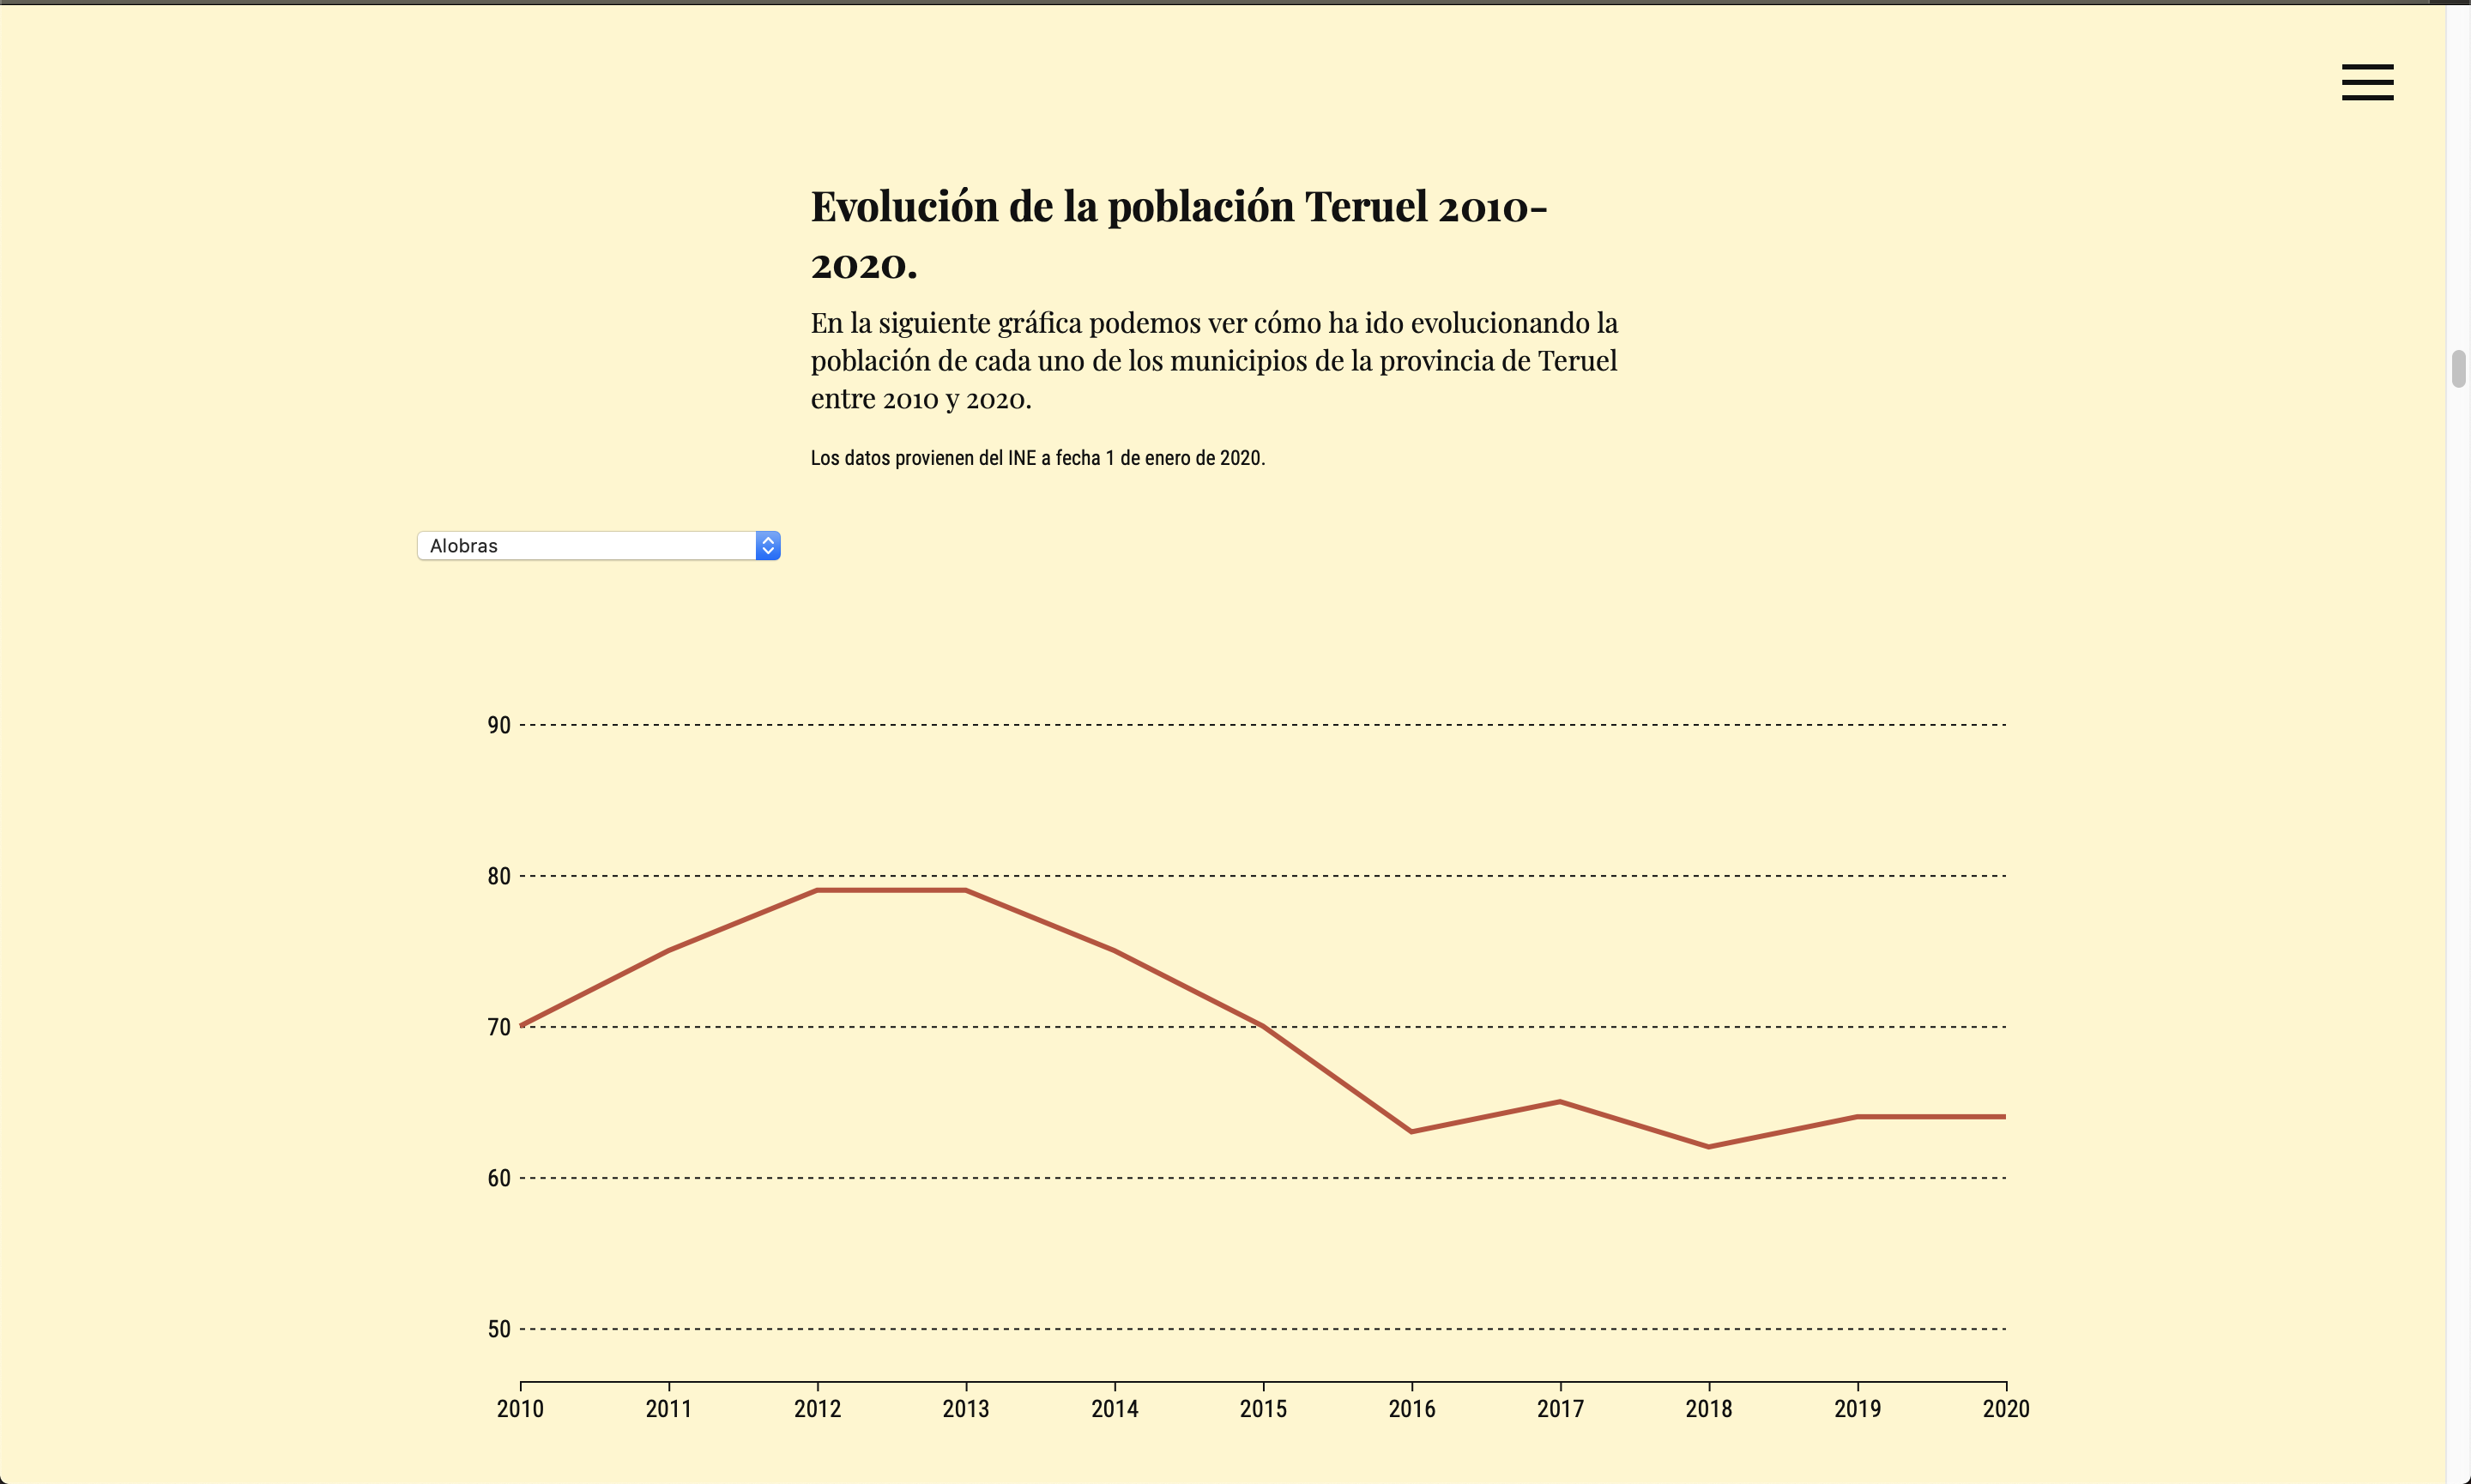 Evolución de la población Teruel 2010-
2020.
En la siguiente gráfica podemos ver cómo ha ido evolucionando la
población de cada uno de los municipios de la provincia de Teruel
entre 2010 y 2020.
Los datos provienen del INE a fecha 1 de enero de 2020.
Alobras
90
80
70
60
50
2010 2011 2012 2013 2014 2015 2016 2017 2018 2019 2020